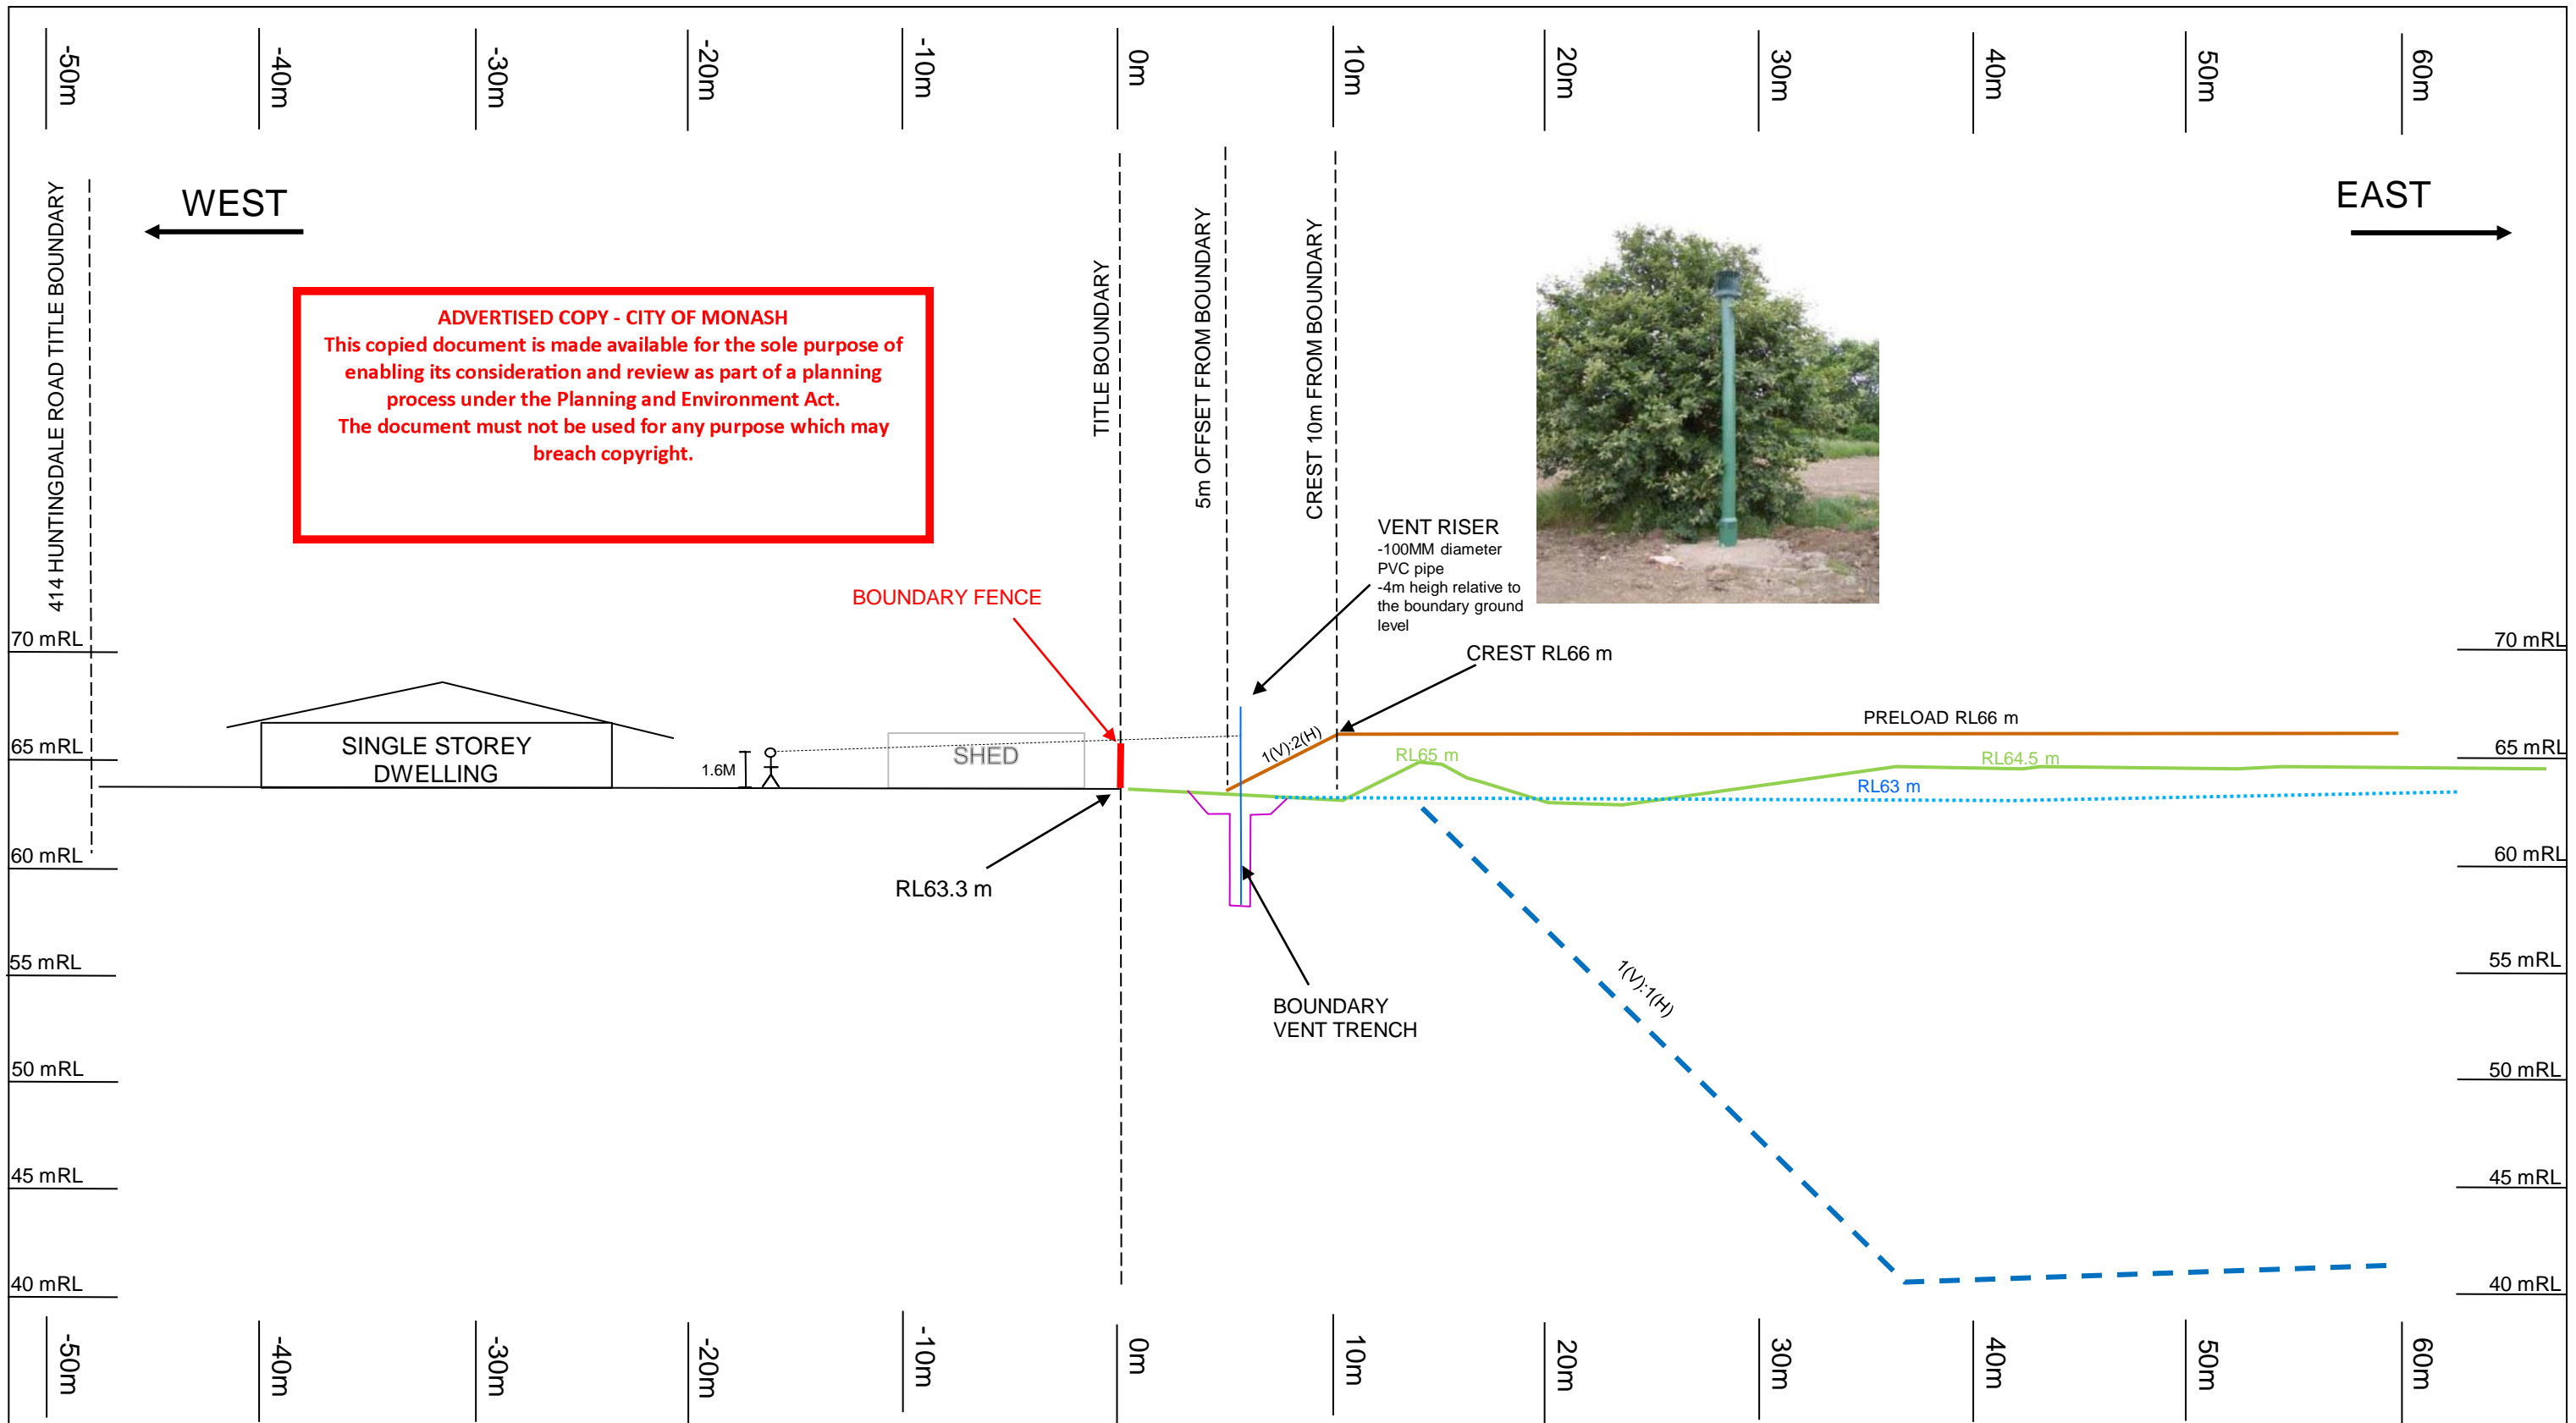 -50m
-40m
-30m
-20m
-10m
0m
10m
20m
30m
40m
50m
60m
WEST
EAST
414 HUNTINGDALE ROAD TITLE BOUNDARY
TITLE BOUNDARY
5m OFFSET FROM BOUNDARY
CREST 10m FROM BOUNDARY
ADVERTISED COPY - CITY OF MONASH
This copied document is made available for the sole purpose of
enabling its consideration and review as part of a planning
process under the Planning and Environment Act.
The document must not be used for any purpose which may
breach copyright.
VENT RISER
-100MM diameter
PVC pipe
-4m heigh relative to
the boundary ground
level
BOUNDARY FENCE
CREST RL66 m
70 mRL
70 mRL
PRELOAD RL66 m
65 mRL
SINGLE STOREY
DWELLING
1.6M
SHED
1(V):2(H)
RL65 m
RL64.5 m
65 mRL
RL63 m
60 mRL
60 mRL
RL63.3 m
55 mRL
55 mRL
1(V):1(H)
BOUNDARY
VENT TRENCH
50 mRL
50 mRL
45 mRL
45 mRL
40 mRL
40 mRL
-50m
-40m
-30m
-20m
-10m
0m
10m
20m
30m
40m
50m
60m